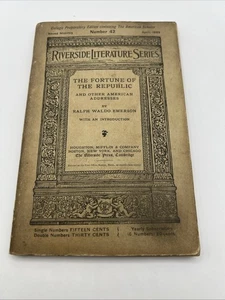 Number 42
RIVERSIDE LITERATURE SERIES
THE FORTUNE OF
THE REPUBLIC
AND OTHER AMERICAN
ADDRESSES
BY
RALPH WALDO EMERSON
WITH AN INTRODUCTION
HOUGHTON, MIFFLIN & COMPANY
BOSTON, NEW YORK, AND CHICAGO
The Riverside Press, Cambridge
Single Numbers FIFTEEN CENTS
Double Numbers THIRTY CENTS
Yearly Subscription